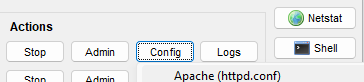 Netstat
Actions
Stop Admin Config Logs
Shell
Stop Admin
Apache (httpd.conf)